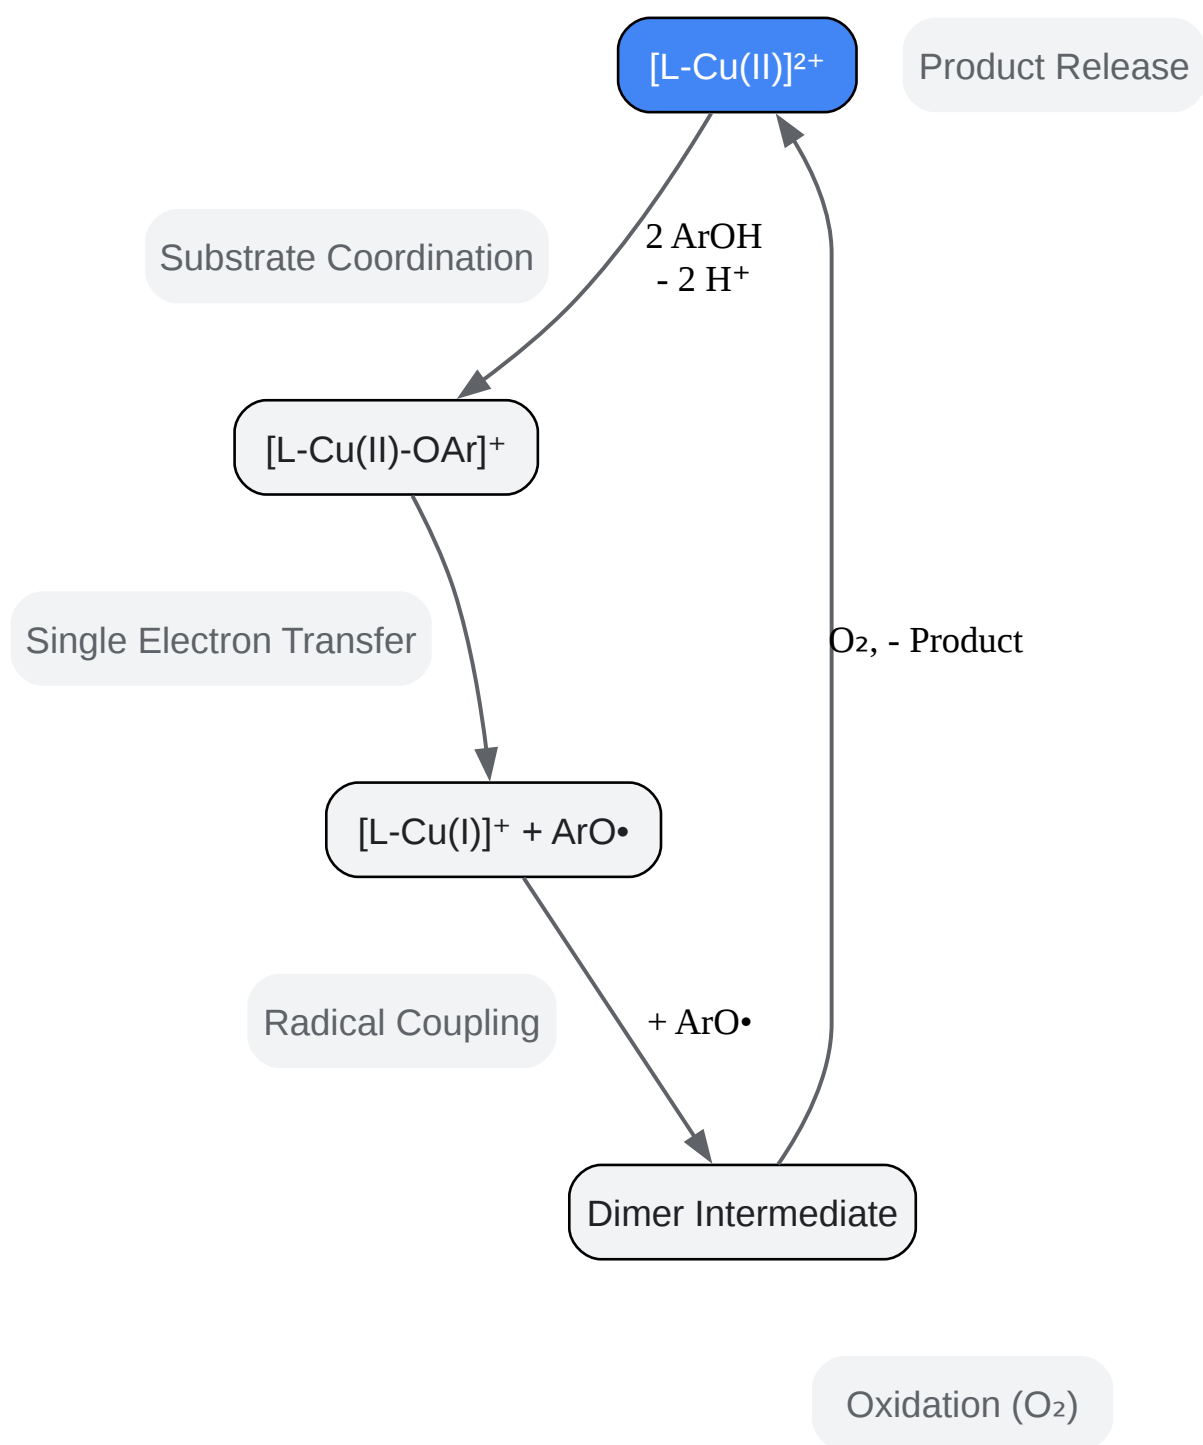 [L-Cu(II)]²⁺
Product Release
Substrate Coordination
2 ArOH
- 2 H⁺
[L-Cu(II)-OAr]⁺
Single Electron Transfer
O₂, - Product
[L-Cu(I)]⁺ + ArO•
Radical Coupling
+ ArO•
Dimer Intermediate
Oxidation (O₂)